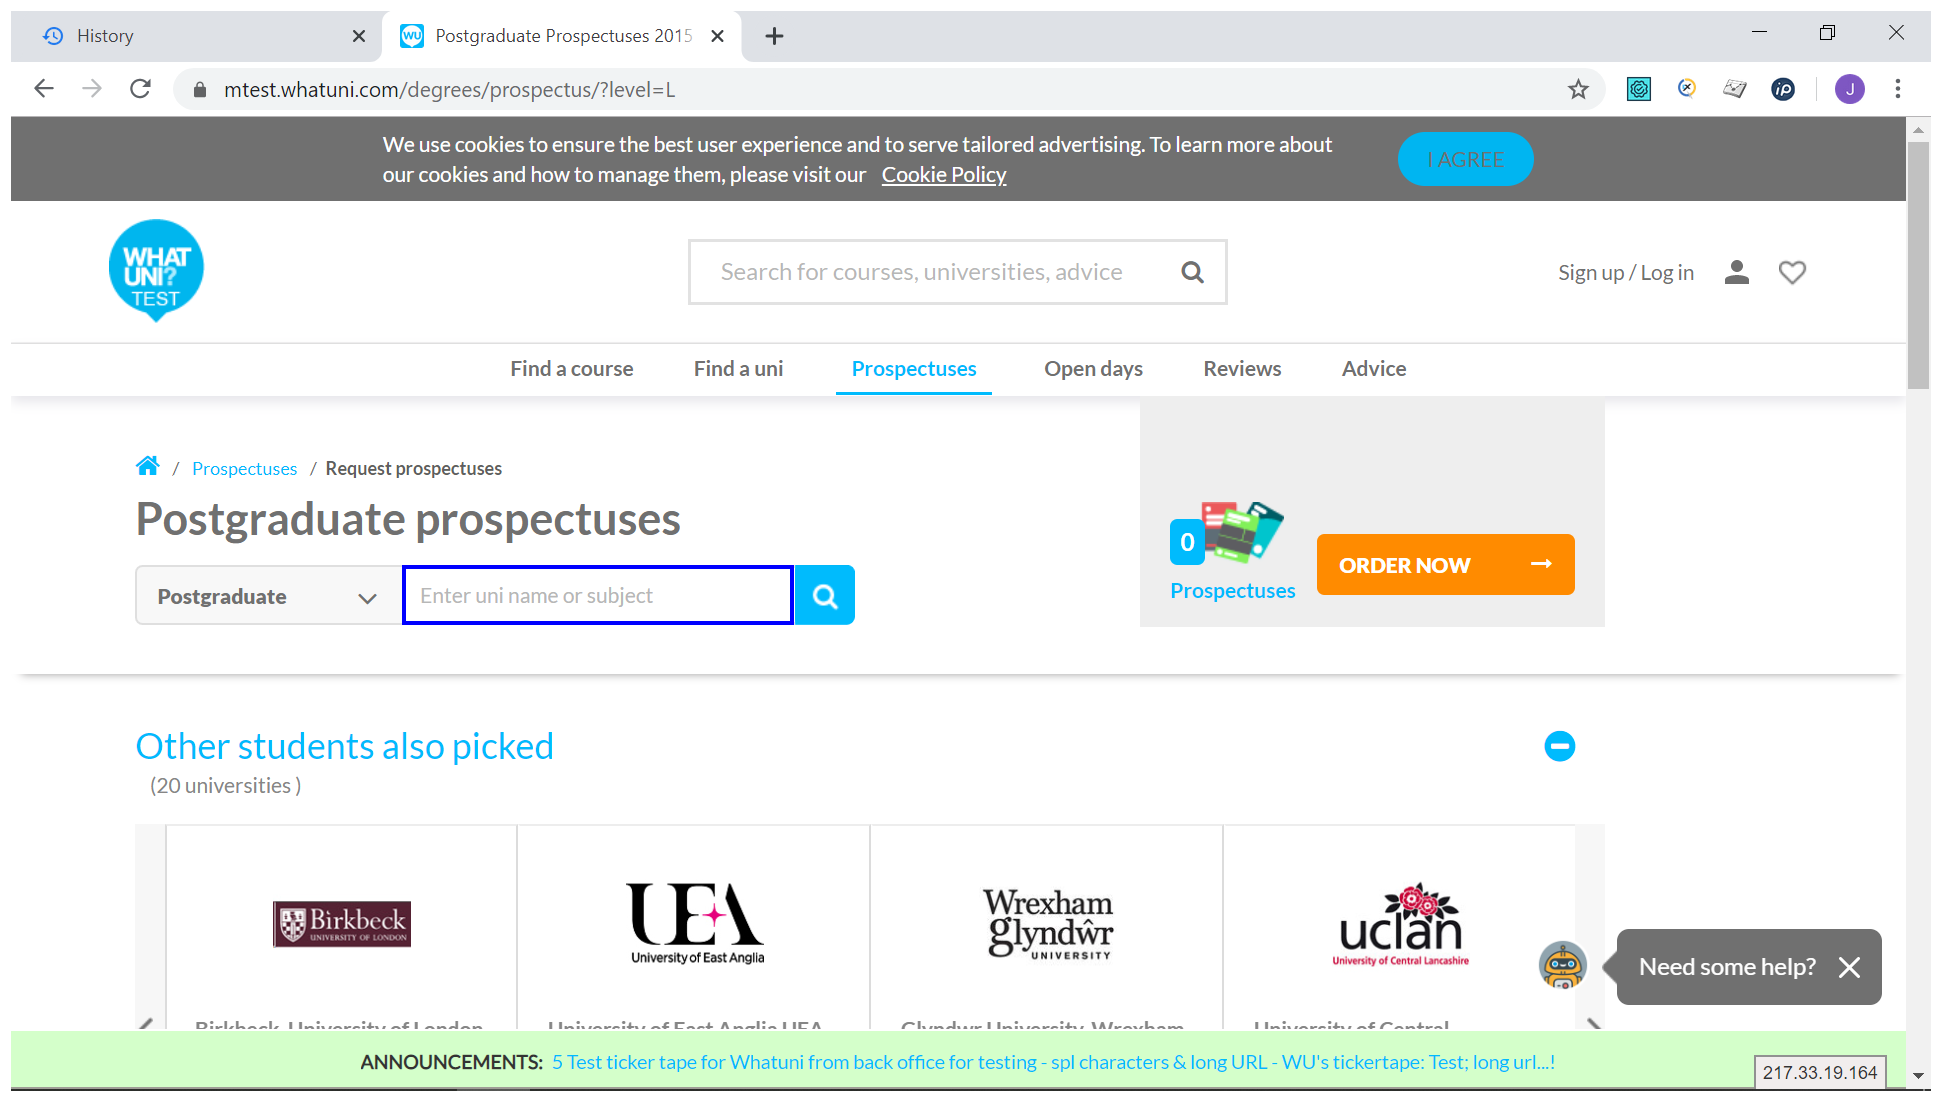 History
Postgraduate Prospectuses 2015
mtest.whatuni.com/degrees/prospectus/?level=L
iP
J
We use cookies to ensure the best user experience and to serve tailored advertising. To learn more about
our cookies and how to manage them, please visit our Cookie Policy
I AGREE
WHAT
UNI?
TEST
Search for courses, universities, advice
Sign up / Log in
Find a course
Find a uni
Prospectuses
Open days
Reviews
Advice
/ Prospectuses / Request prospectuses
Postgraduate prospectuses
Postgraduate
Enter uni name or subject
0
Prospectuses
ORDER NOW
Other students also picked
(20 universities )
Birkbeck
UNIVERSITY OF LONDON
UEA
University of East Anglia
Wrexham
glyndŵr
UNIVERSITY
uclan
University of Central Lancashire
Need some help?
Birkbeck, University of London
University of East Anglia UEA
Glyndwr University, Wrexham
University of Central
ANNOUNCEMENTS: 5 Test ticker tape for Whatuni from back office for testing - spl characters & long URL - WU's tickertape: Test; long url...!
217.33.19.164